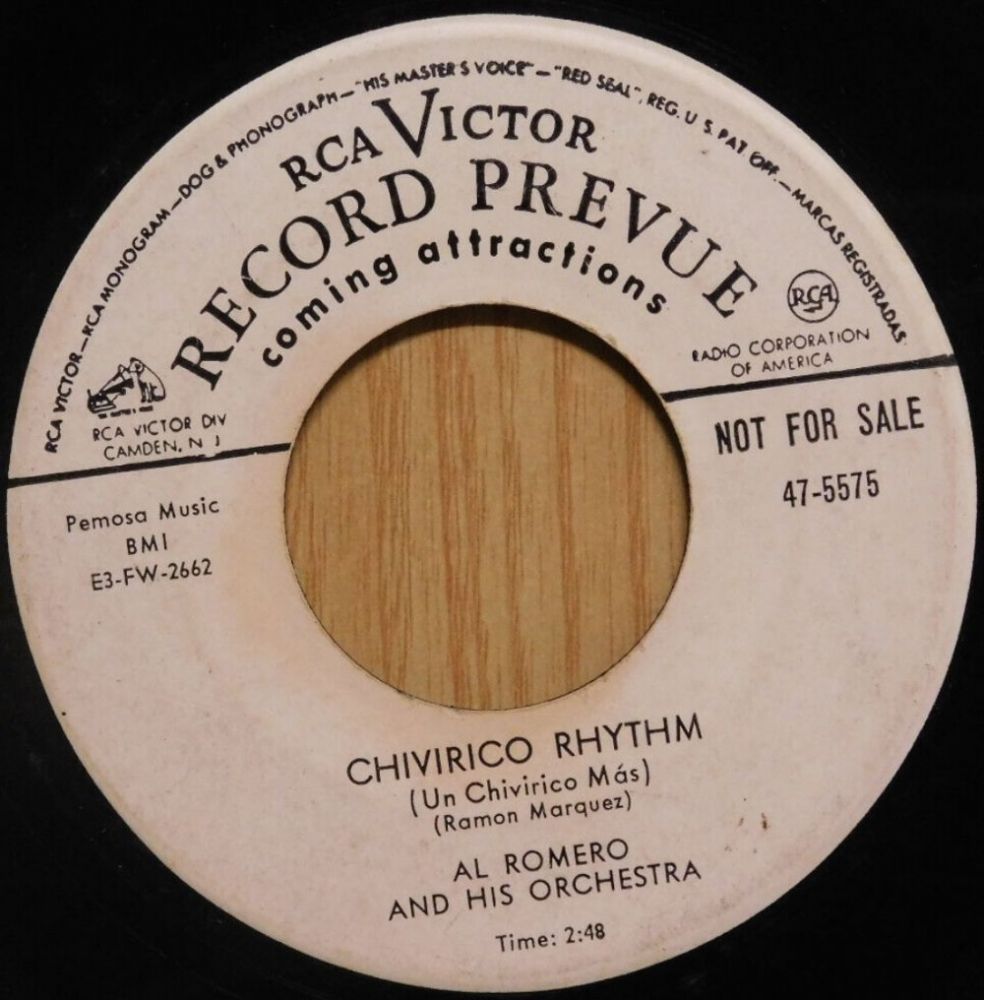 RCA VICTOR—RCA MONOGRAM—DOG & PHONOGRAPH—"HIS MASTER'S VOICE"—"RED SEAL", REG. U S. PAT OFF.—MARCAS REGISTRADAS
RCA VICTOR
RECORD PREVUE
coming attractions
RCA
RADIO CORPORATION
OF AMERICA
RCA VICTOR DIV
CAMDEN, N J
NOT FOR SALE
47-5575
Pemosa Music
BMI
E3-FW-2662
CHIVIRICO RHYTHM
(Un Chivirico Más)
(Ramon Marquez)
AL ROMERO
AND HIS ORCHESTRA
Time: 2:48